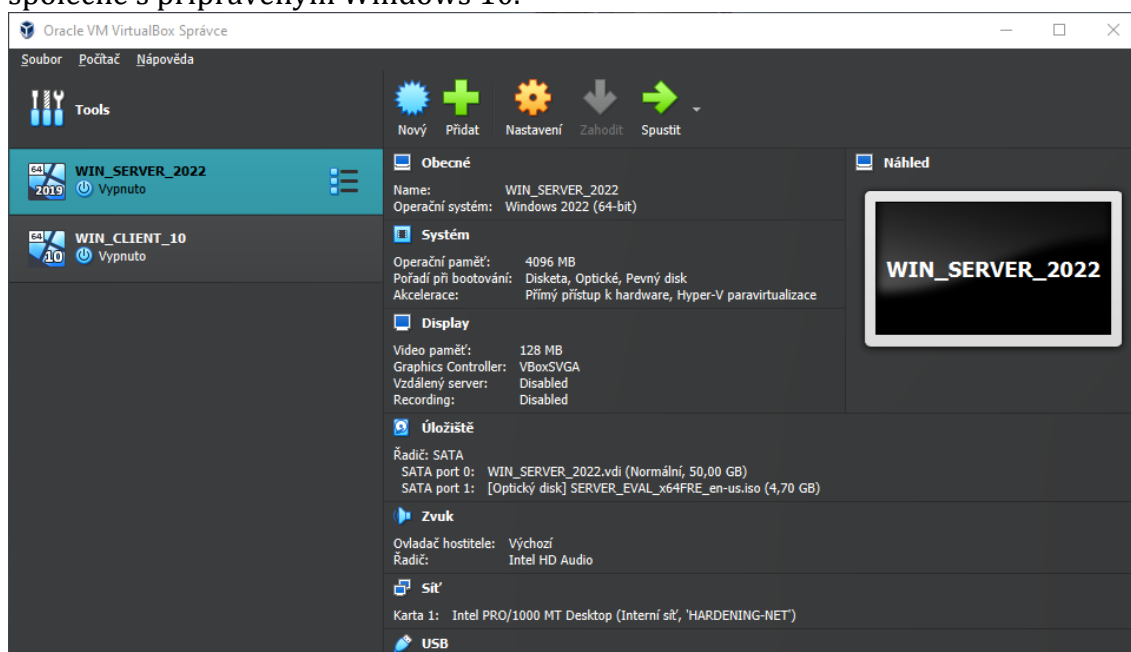 společně s připraveným Windows 10.
Oracle VM VirtualBox Správce
Soubor Počítač Nápověda
Tools
Nový Přidat Nastavení Zahodit Spustit
64 2019 WIN_SERVER_2022
Vypnuto
64 10 WIN_CLIENT_10
Vypnuto
Obecné
Name: WIN_SERVER_2022
Operační systém: Windows 2022 (64-bit)
Systém
Operační paměť: 4096 MB
Pořadí při bootování: Disketa, Optické, Pevný disk
Akcelerace: Přímý přístup k hardware, Hyper-V paravirtualizace
Display
Video paměť: 128 MB
Graphics Controller: VBoxSVGA
Vzdálený server: Disabled
Recording: Disabled
Úložiště
Řadič: SATA
SATA port 0: WIN_SERVER_2022.vdi (Normální, 50,00 GB)
SATA port 1: [Optický disk] SERVER_EVAL_x64FRE_en-us.iso (4,70 GB)
Zvuk
Ovladač hostitele: Výchozí
Řadič: Intel HD Audio
Síť
Karta 1: Intel PRO/1000 MT Desktop (Interní síť, 'HARDENING-NET')
USB
Náhled
WIN_SERVER_2022